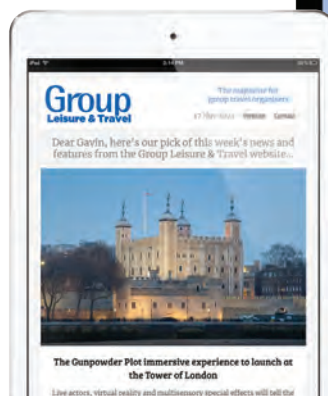 iPad
Group
Leisure & Travel
The magazine for
group travel organisers
Dear Gavin, here's our pick of this week's news and
features from the Group Leisure & Travel website...
The Gunpowder Plot immersive experience to launch at
the Tower of London
Live actors, virtual reality and multisensory special effects will tell the